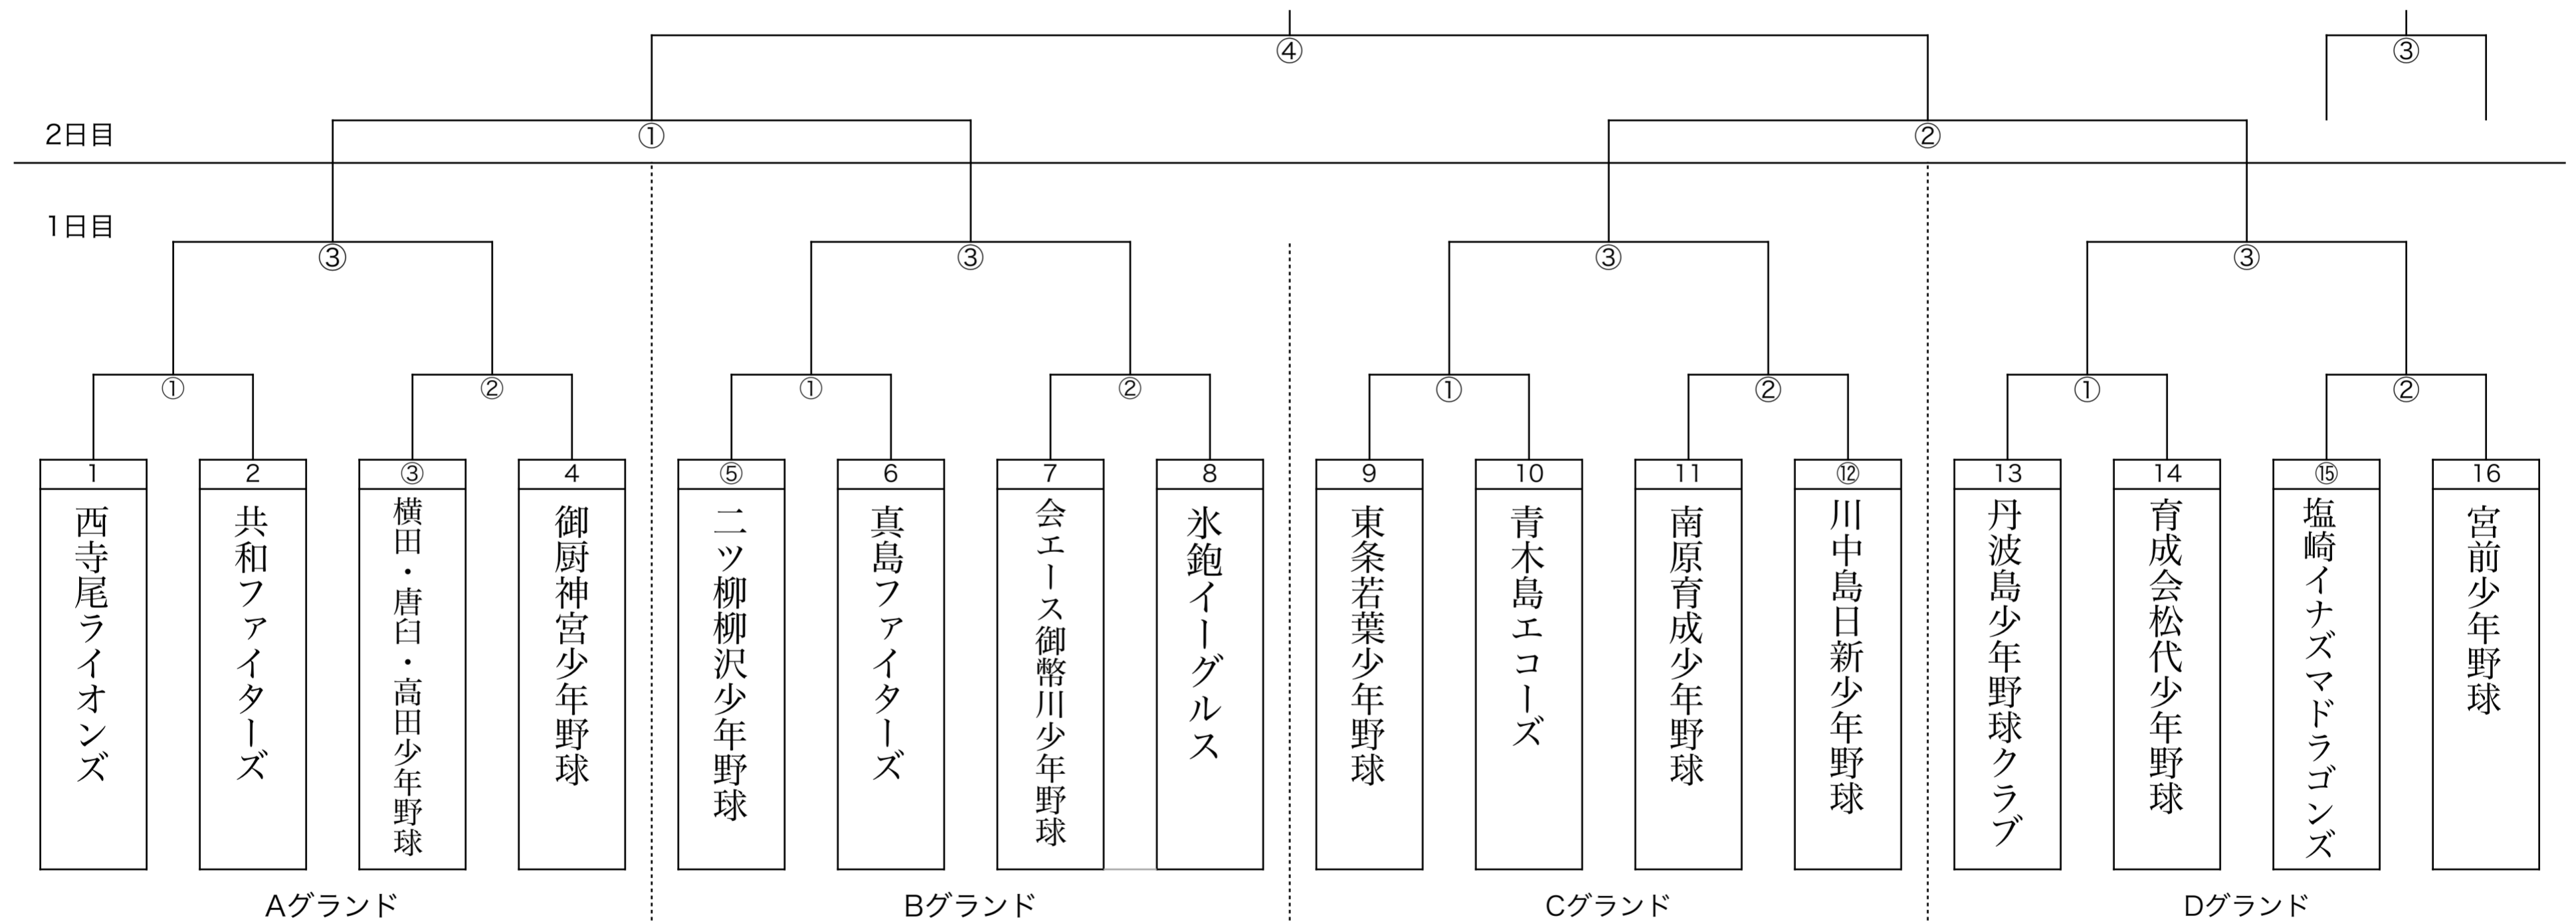 ④
③
2日目
①
②
1日目
③
③
③
③
①
②
①
②
①
②
①
②
1
2
③
4
⑤
6
7
8
9
10
11
⑫
13
14
⑮
16
西寺尾ライオンズ
共和ファイターズ
横田・唐臼・高田少年野球
御厨神宮少年野球
二ツ柳柳沢少年野球
真島ファイターズ
会エース御幣川少年野球
氷鉋イーグルス
東条若葉少年野球
青木島エコーズ
南原育成少年野球
川中島日新少年野球
丹波島少年野球クラブ
育成会松代少年野球
塩崎イナズマドラゴンズ
宮前少年野球
Aグランド
Bグランド
Cグランド
Dグランド